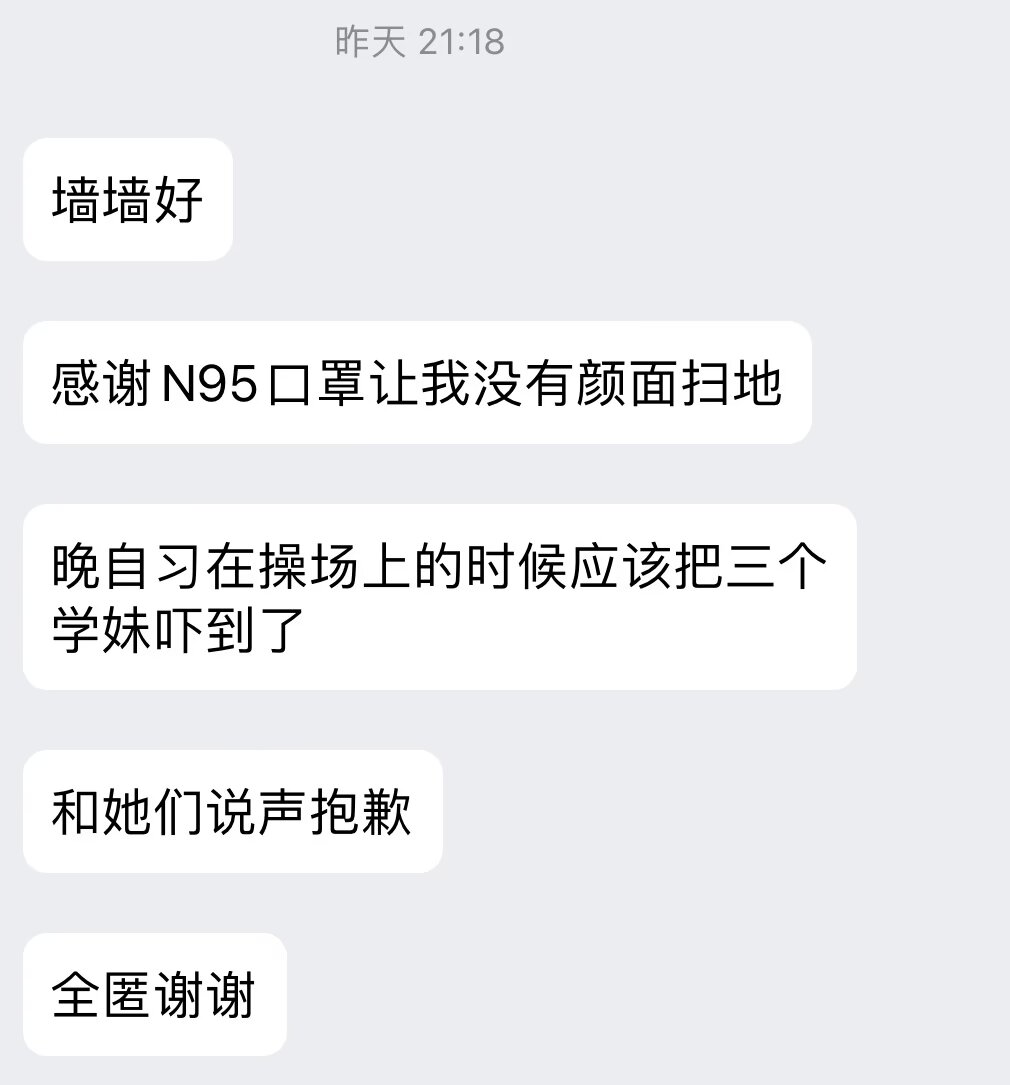 昨天 21:18
墙墙好
感谢N95口罩让我没有颜面扫地
晚自习在操场上的时候应该把三个
学妹吓到了
和她们说声抱歉
全匿谢谢